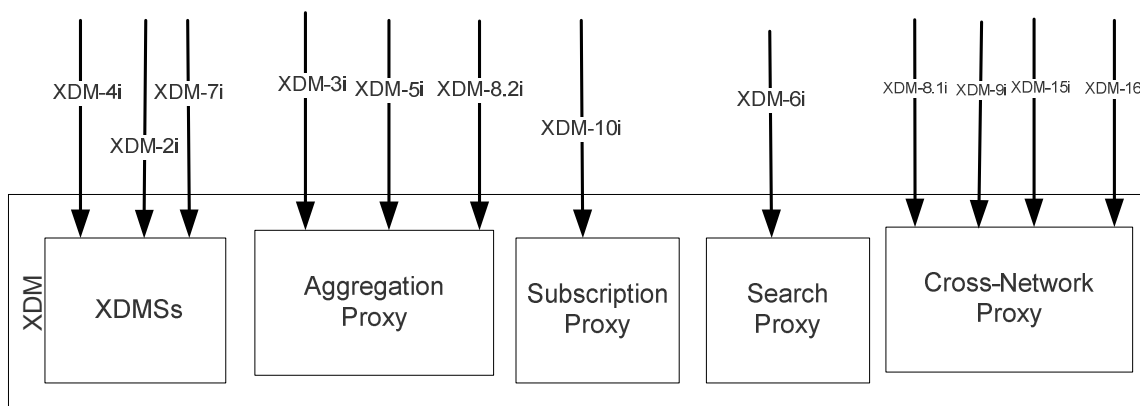 XDM-4i
XDM-2i
XDM-7i
XDM-3i
XDM-5i
XDM-8.2i
XDM-10i
XDM-6i
XDM-8.1i
XDM-9i
XDM-15i
XDM-16
XDM
XDMSs
Aggregation
Proxy
Subscription
Proxy
Search
Proxy
Cross-Network
Proxy